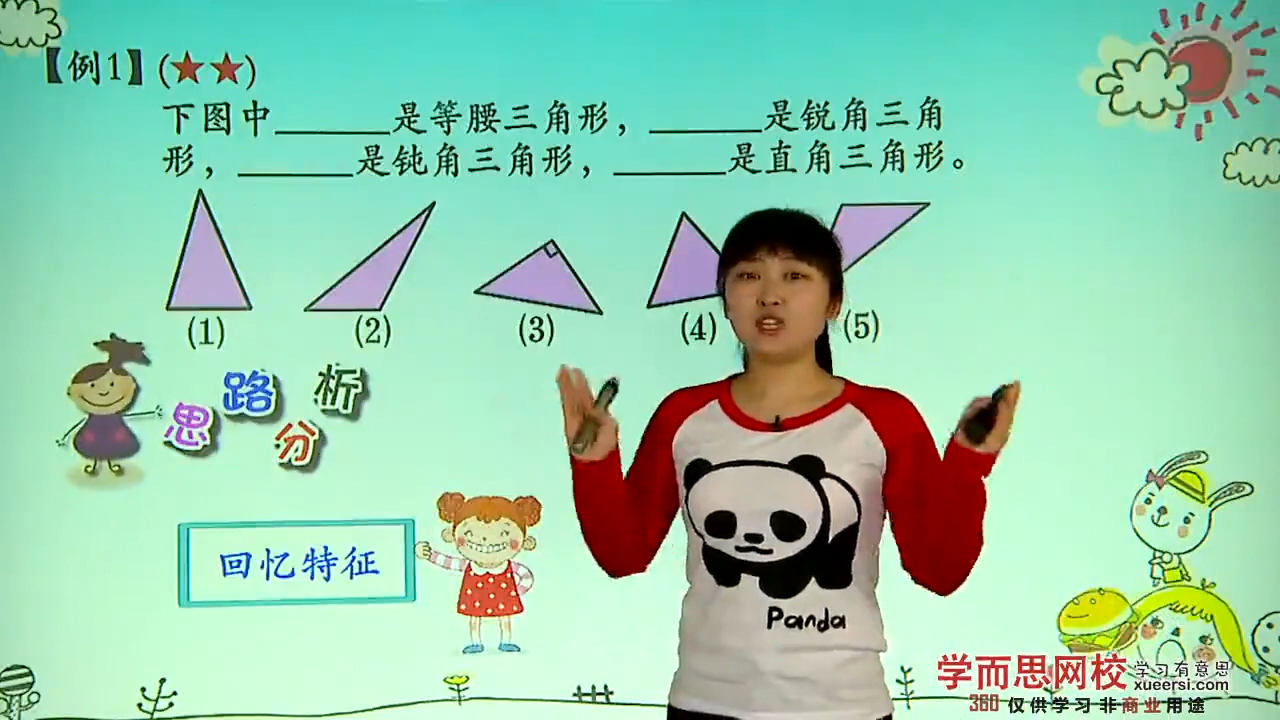 【例1】(★★)
下图中______是等腰三角形，______是锐角三角
形，______是钝角三角形，______是直角三角形。
(1) (2) (3) (4) (5)
思路分析
回忆特征
Panda
学而思网校 学习有意思
xueersi.com
360 仅供学习 非商业用途